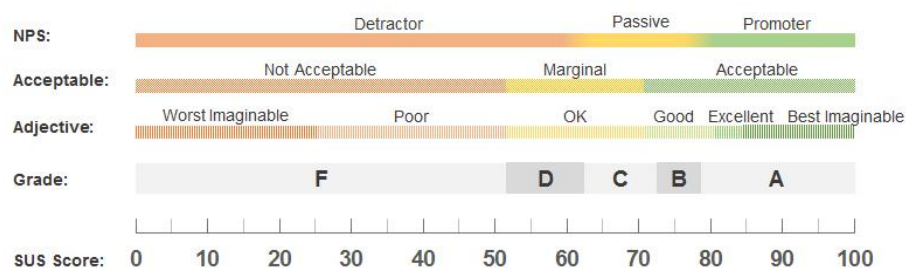 NPS: Detractor Passive Promoter
Acceptable: Not Acceptable Marginal Acceptable
Adjective: Worst Imaginable Poor OK Good Excellent Best Imaginable
Grade: F D C B A
SUS Score: 0 10 20 30 40 50 60 70 80 90 100